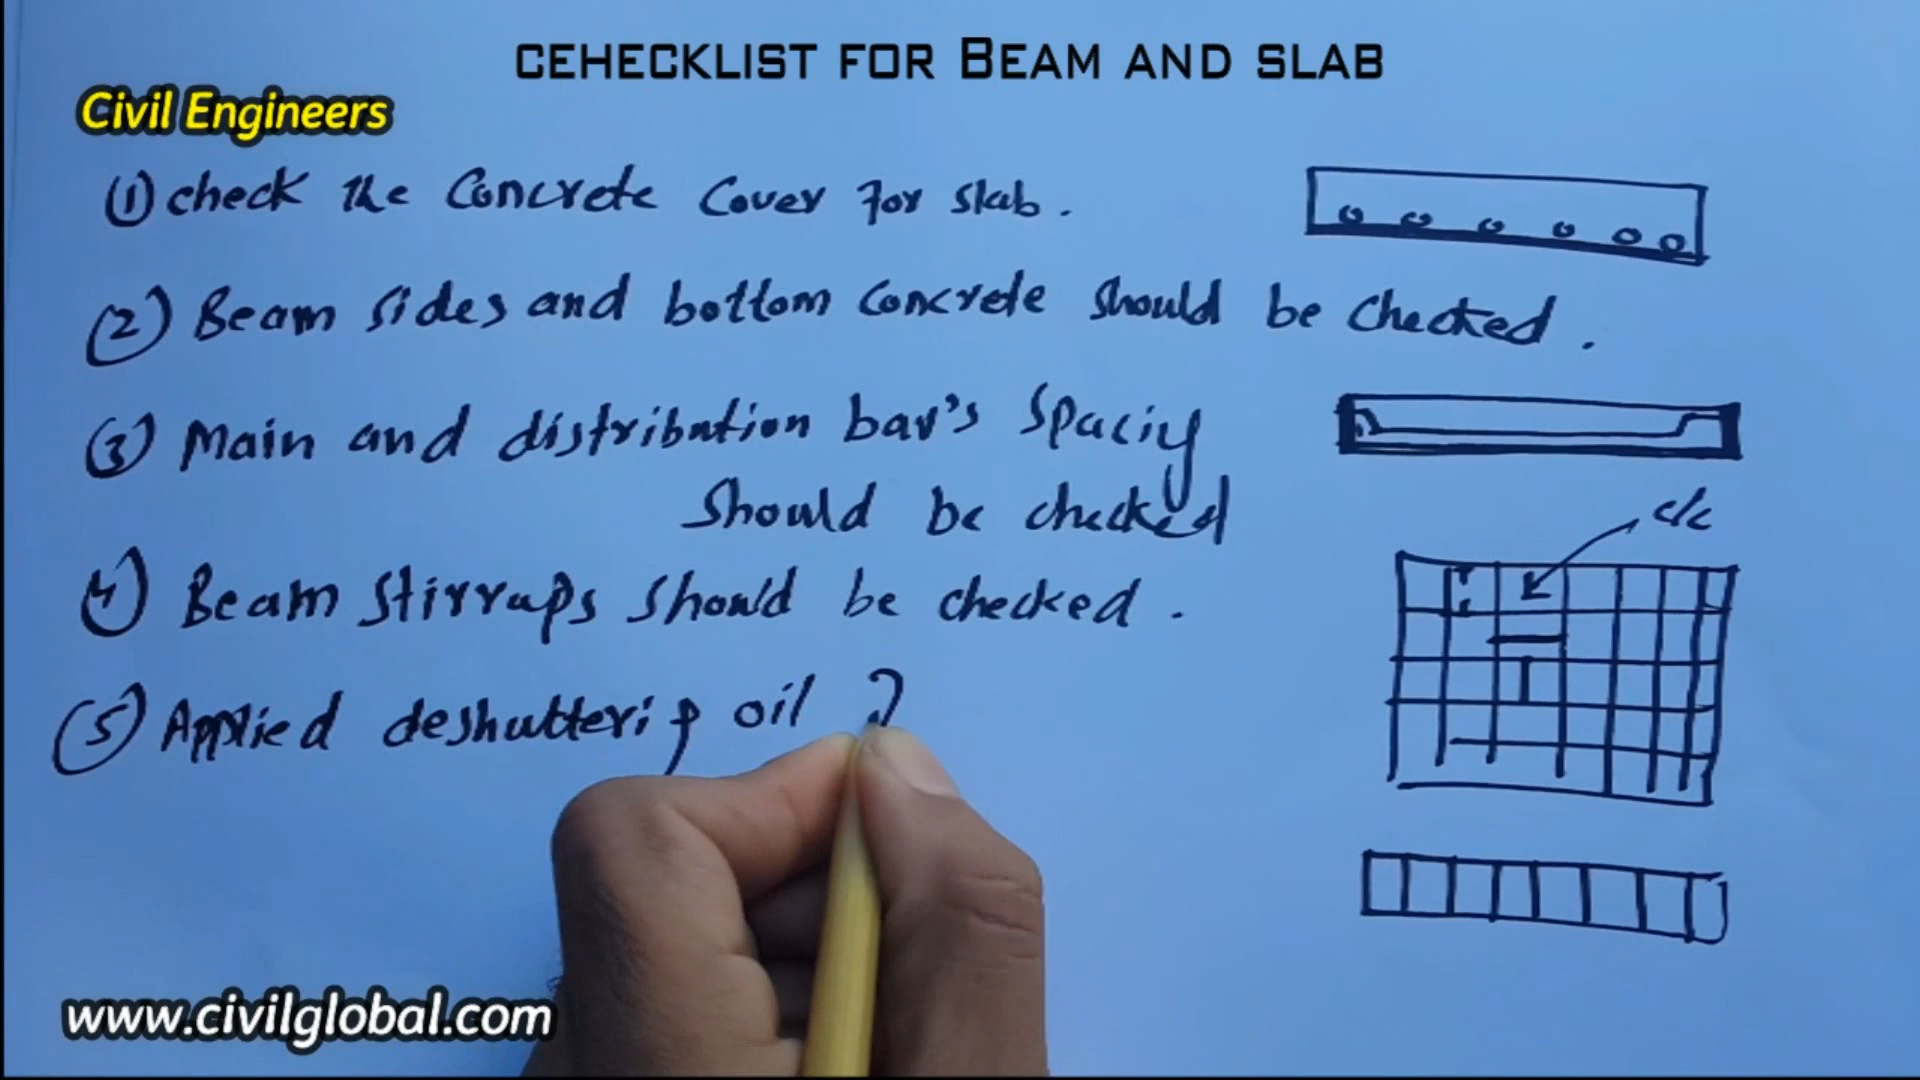 CEHECKLIST FOR BEAM AND SLAB
Civil Engineers
(1) check the Concrete Cover for slab.
(2) Beam sides and bottom concrete should be checked.
(3) Main and distribution bar's spacing
should be checked
c/c
(4) Beam stirrups should be checked.
(5) Applied deshuttering oil ?
www.civilglobal.com